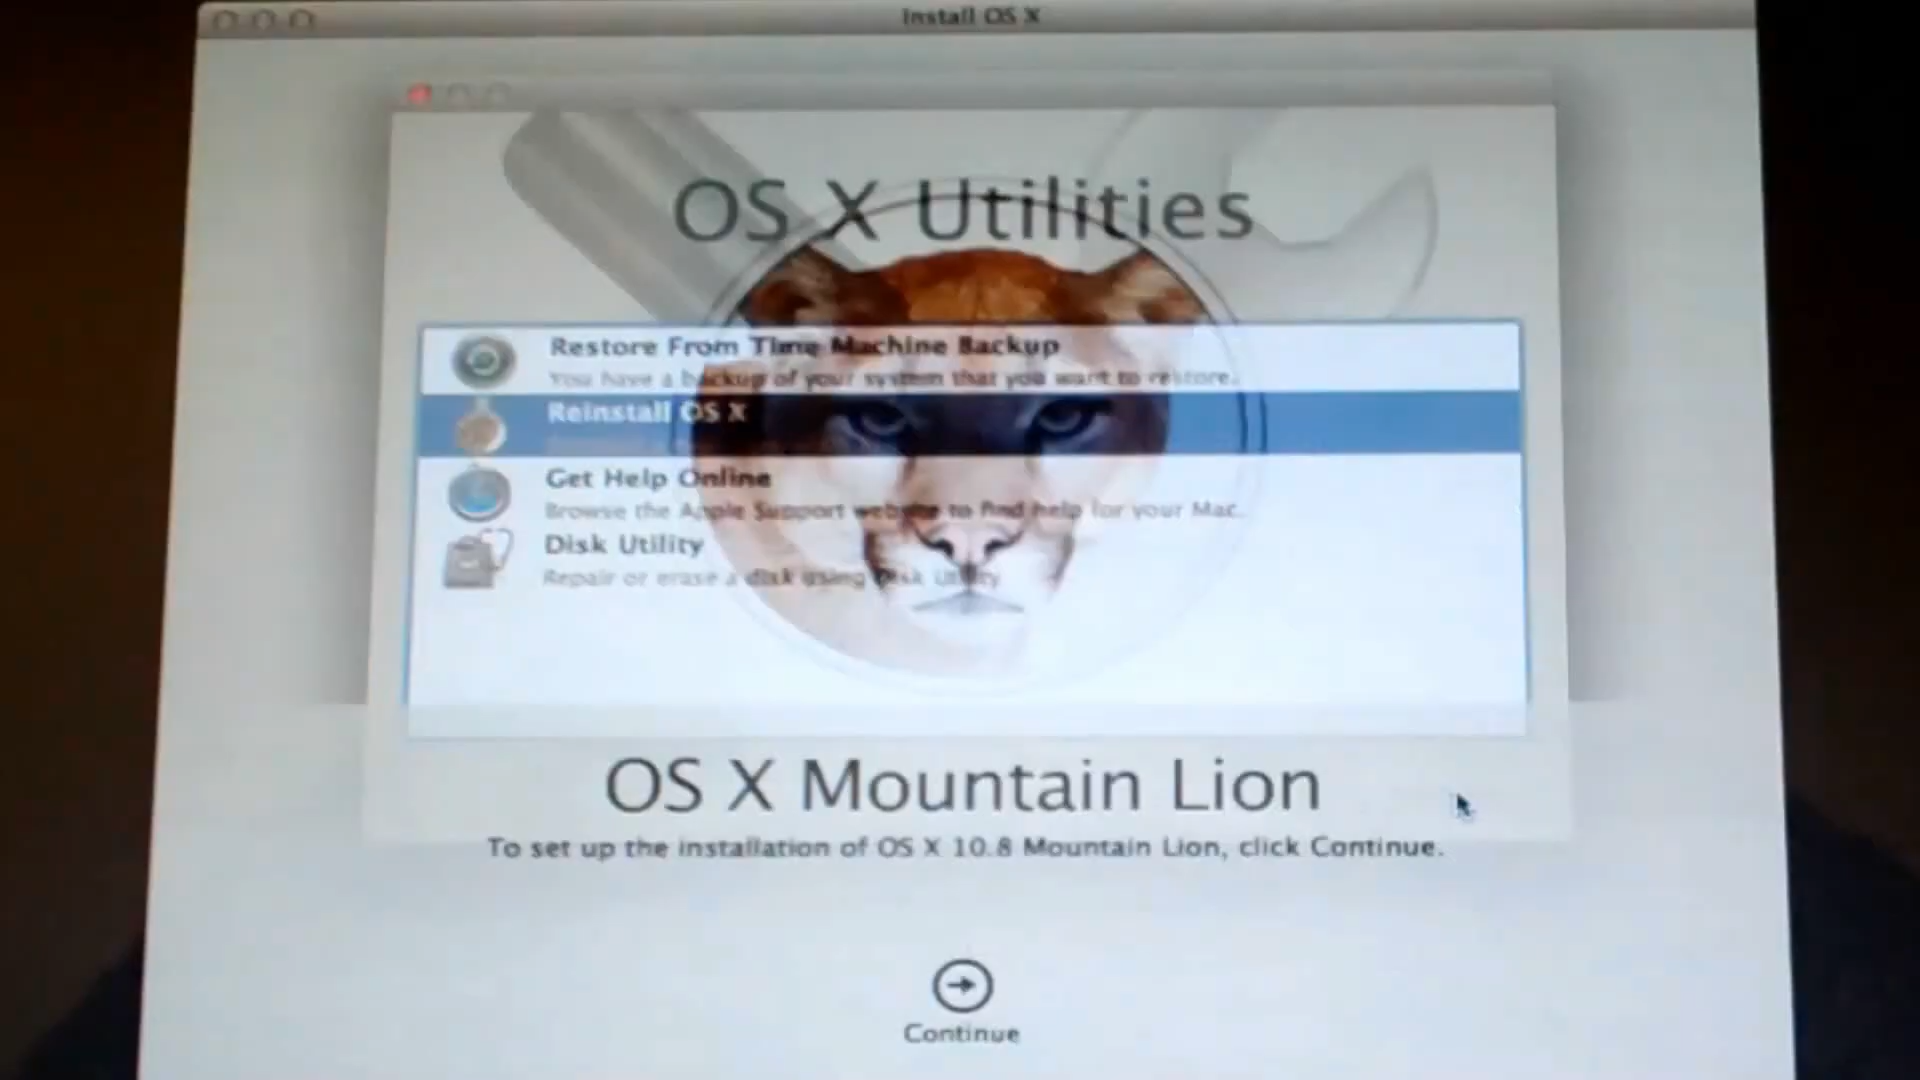 Install OS X
OS X Utilities
Restore From Time Machine Backup
You have a backup of your system that you want to restore.
Reinstall OS X
Get Help Online
Browse the Apple Support website to find help for your Mac.
Disk Utility
Repair or erase a disk using Disk Utility
OS X Mountain Lion
To set up the installation of OS X 10.8 Mountain Lion, click Continue.
Continue